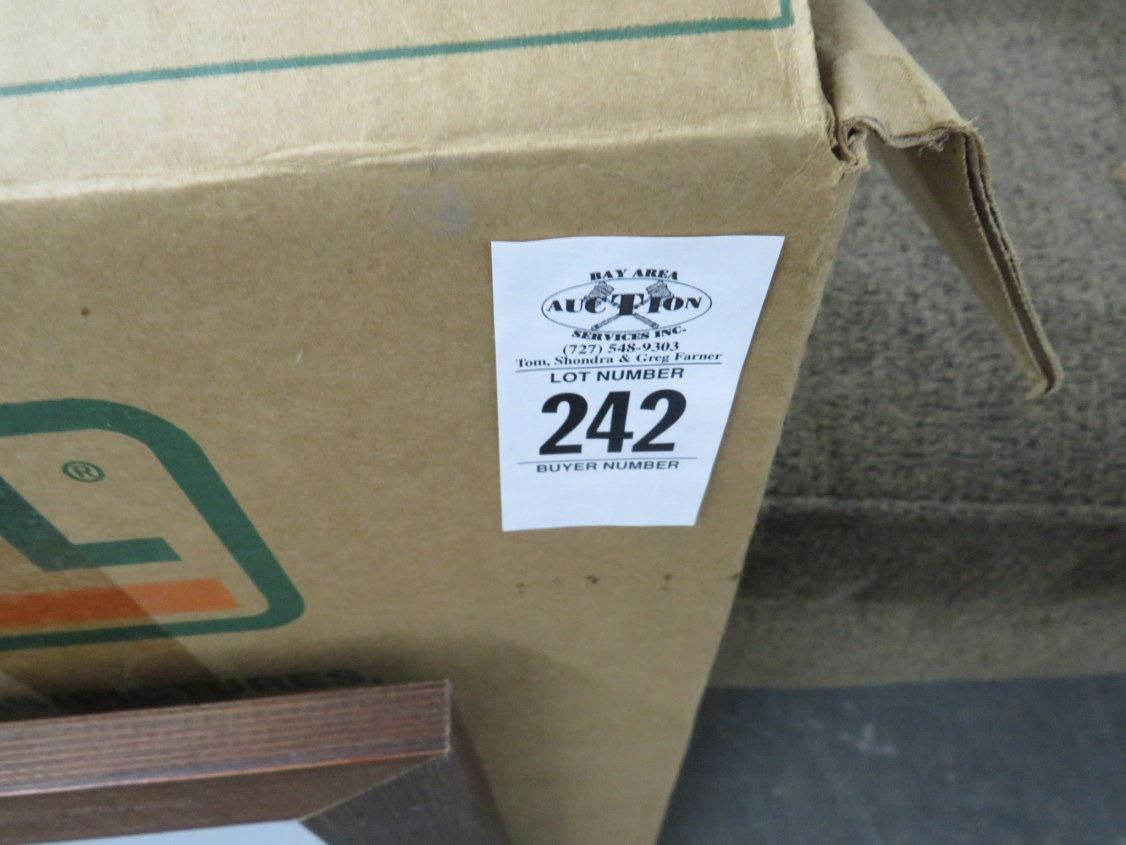 BAY AREA
AUCTION
SERVICES INC.
(727) 548-9303
Tom, Shondra & Greg Farner
LOT NUMBER
242
BUYER NUMBER
®
L